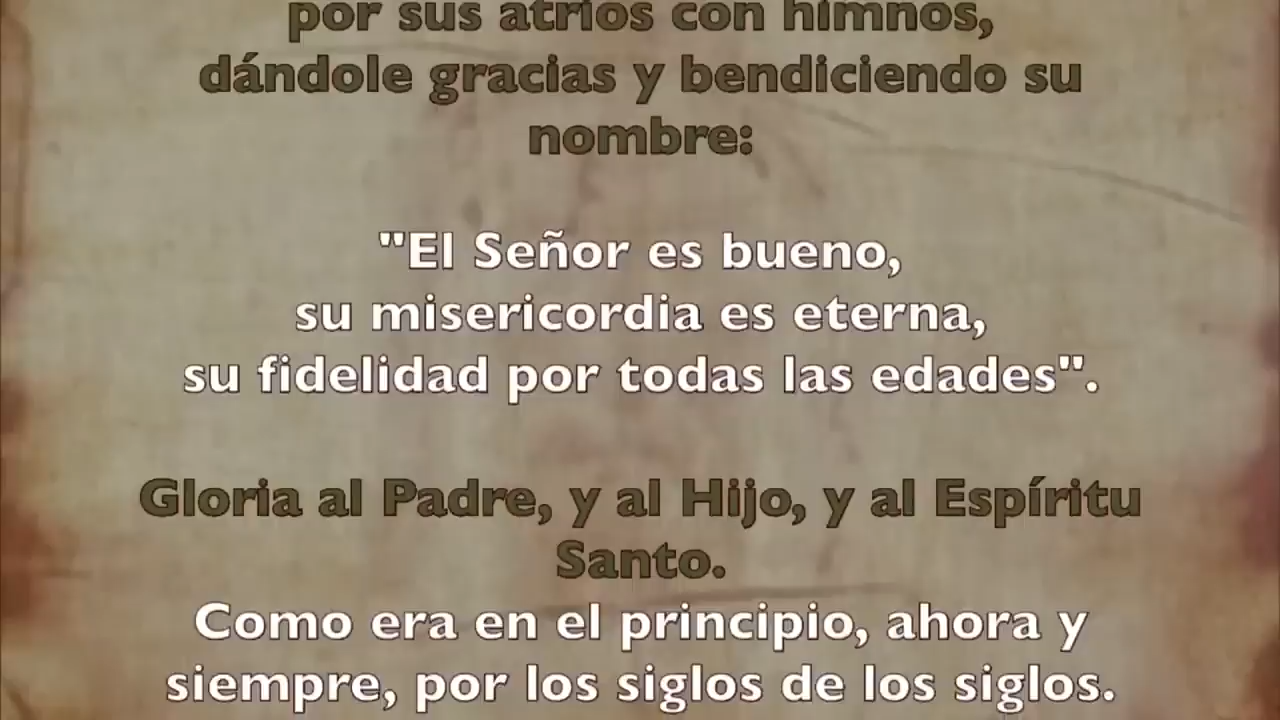 por sus atrios con himnos,
dándole gracias y bendiciendo su
nombre:
"El Señor es bueno,
su misericordia es eterna,
su fidelidad por todas las edades".
Gloria al Padre, y al Hijo, y al Espíritu
Santo.
Como era en el principio, ahora y
siempre, por los siglos de los siglos.